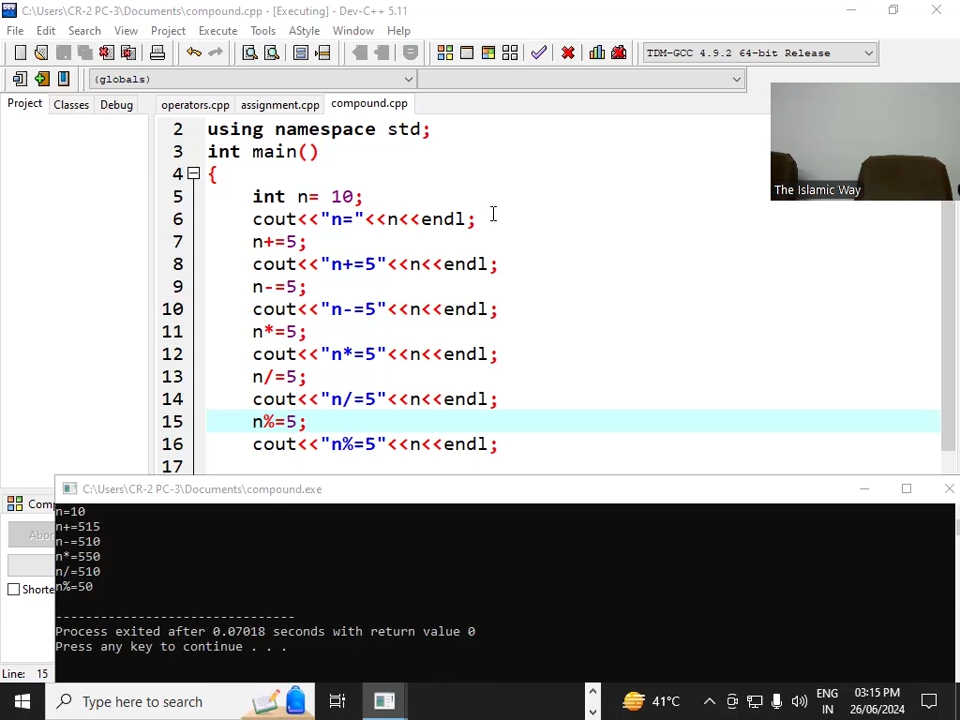 C:\Users\CR-2 PC-3\Documents\compound.cpp - [Executing] - Dev-C++ 5.11
File Edit Search View Project Execute Tools AStyle Window Help
TDM-GCC 4.9.2 64-bit Release
(globals)
Project Classes Debug
operators.cpp assignment.cpp compound.cpp
The Islamic Way
2 using namespace std;
3 int main()
4 {
5 int n= 10;
6 cout<<"n="<<n<<endl;
7 n+=5;
8 cout<<"n+=5"<<n<<endl;
9 n-=5;
10 cout<<"n-=5"<<n<<endl;
11 n*=5;
12 cout<<"n*=5"<<n<<endl;
13 n/=5;
14 cout<<"n/=5"<<n<<endl;
15 n%=5;
16 cout<<"n%=5"<<n<<endl;
17
C:\Users\CR-2 PC-3\Documents\compound.exe
n=10
n+=515
n-=510
n*=550
n/=510
n%=50
--------------------------------
Process exited after 0.07018 seconds with return value 0
Press any key to continue . . .
Line: 15
Type here to search
41°C
ENG
IN
03:15 PM
26/06/2024